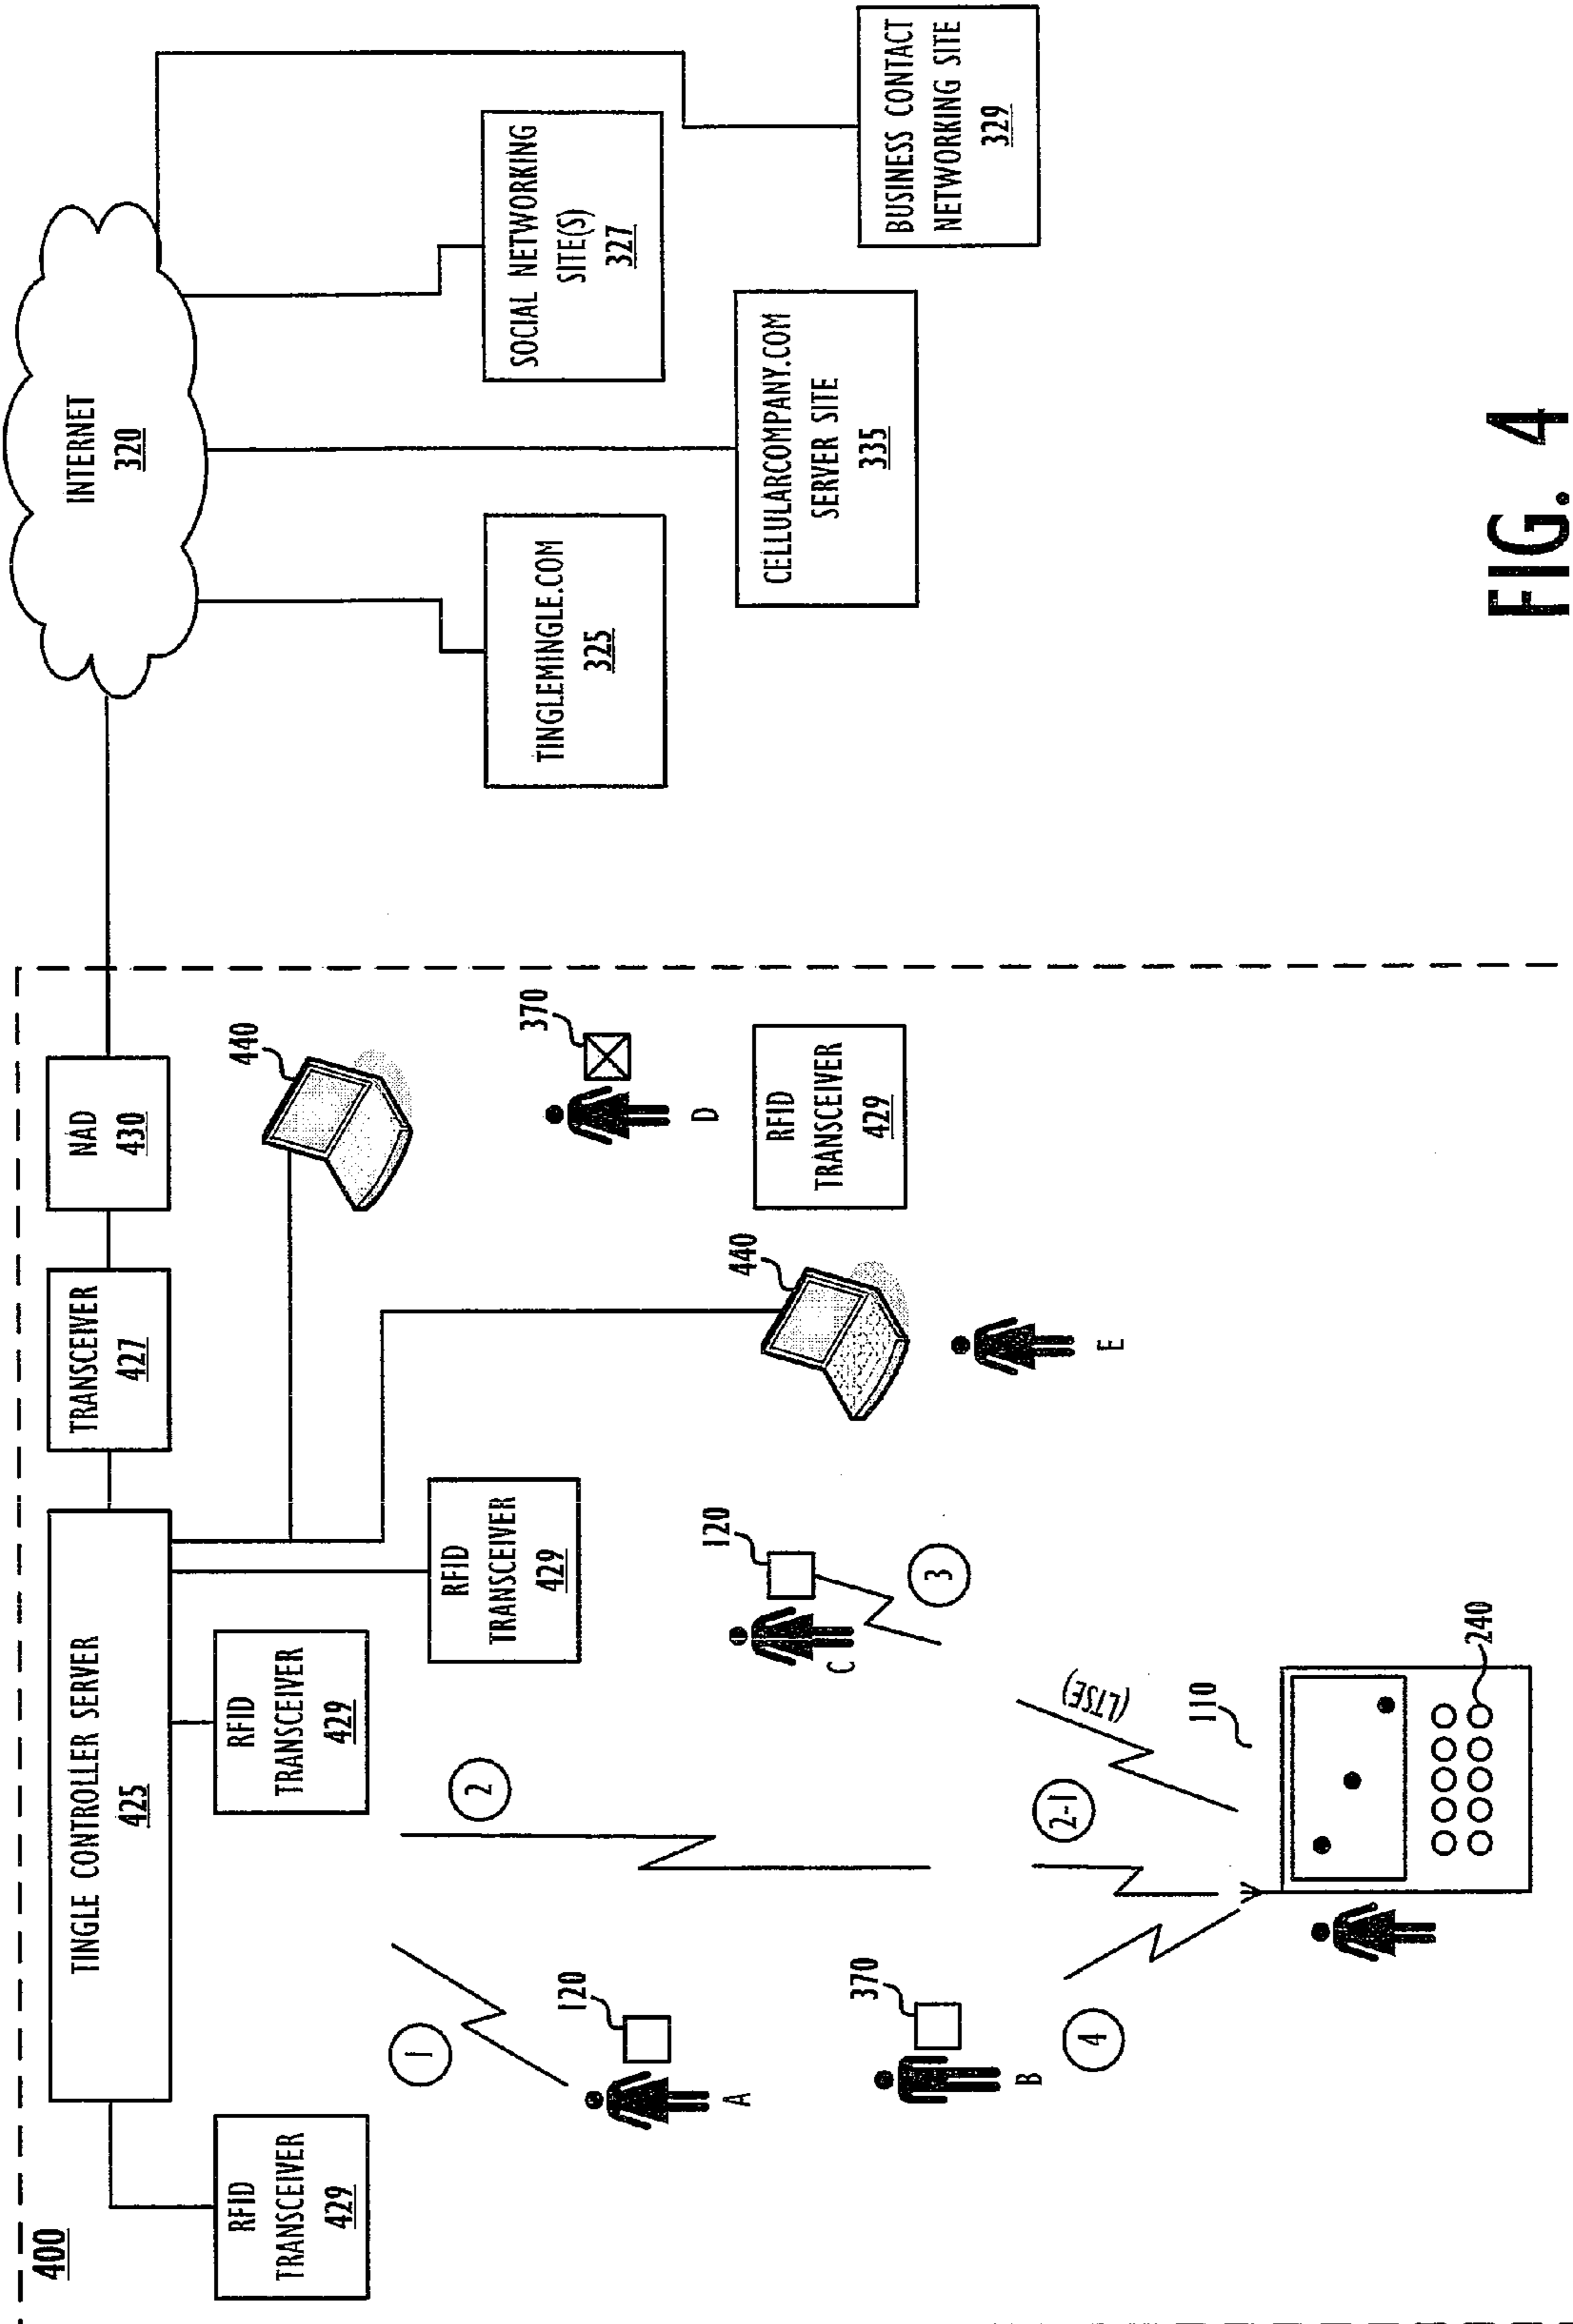 400
TINGLE CONTROLLER SERVER
425
TRANSCEIVER
427
NAD
430
INTERNET
320
RFID
TRANSCEIVER
429
RFID
TRANSCEIVER
429
RFID
TRANSCEIVER
429
440
440
370
D
RFID
TRANSCEIVER
429
E
1
120
A
2
120
C
3
370
B
4
2-1
(LTSE)
110
240
TINGLEMINGLE.COM
325
CELLULARCOMPANY.COM
SERVER SITE
335
SOCIAL NETWORKING
SITE(S)
327
BUSINESS CONTACT
NETWORKING SITE
329
FIG. 4